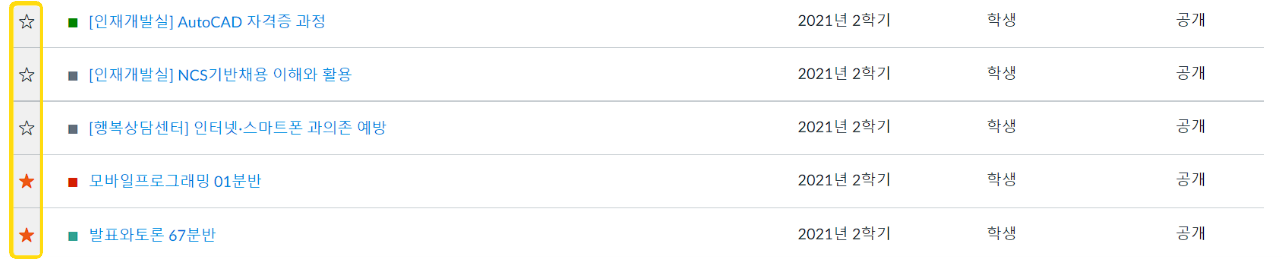 [인재개발실] AutoCAD 자격증 과정 2021년 2학기 학생 공개
[인재개발실] NCS기반채용 이해와 활용 2021년 2학기 학생 공개
[행복상담센터] 인터넷·스마트폰 과의존 예방 2021년 2학기 학생 공개
모바일프로그래밍 01분반 2021년 2학기 학생 공개
발표와토론 67분반 2021년 2학기 학생 공개